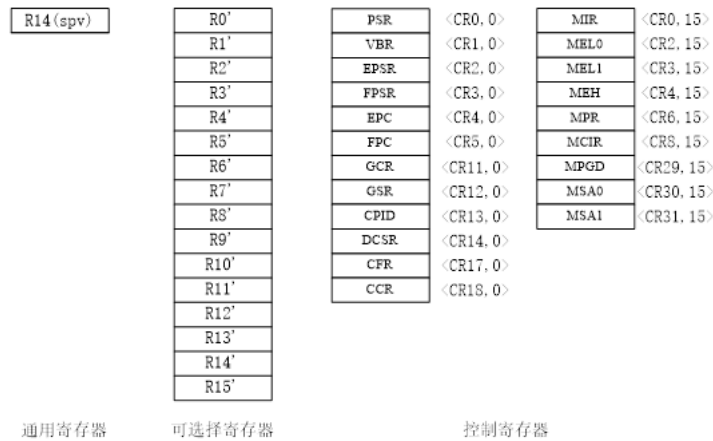 R14(spv) R0' PSR <CR0, 0> MIR <CR0, 15>
R1' VBR <CR1, 0> MEL0 <CR2, 15>
R2' EPSR <CR2, 0> MEL1 <CR3, 15>
R3' FPSR <CR3, 0> MEH <CR4, 15>
R4' EPC <CR4, 0> MPR <CR6, 15>
R5' FPC <CR5, 0> MCIR <CR8, 15>
R6' GCR <CR11, 0> MPGD <CR29, 15>
R7' GSR <CR12, 0> MSA0 <CR30, 15>
R8' CPID <CR13, 0> MSA1 <CR31, 15>
R9' DCSR <CR14, 0>
R10' CFR <CR17, 0>
R11' CCR <CR18, 0>
R12'
R13'
R14'
R15'
通用寄存器 可选择寄存器 控制寄存器